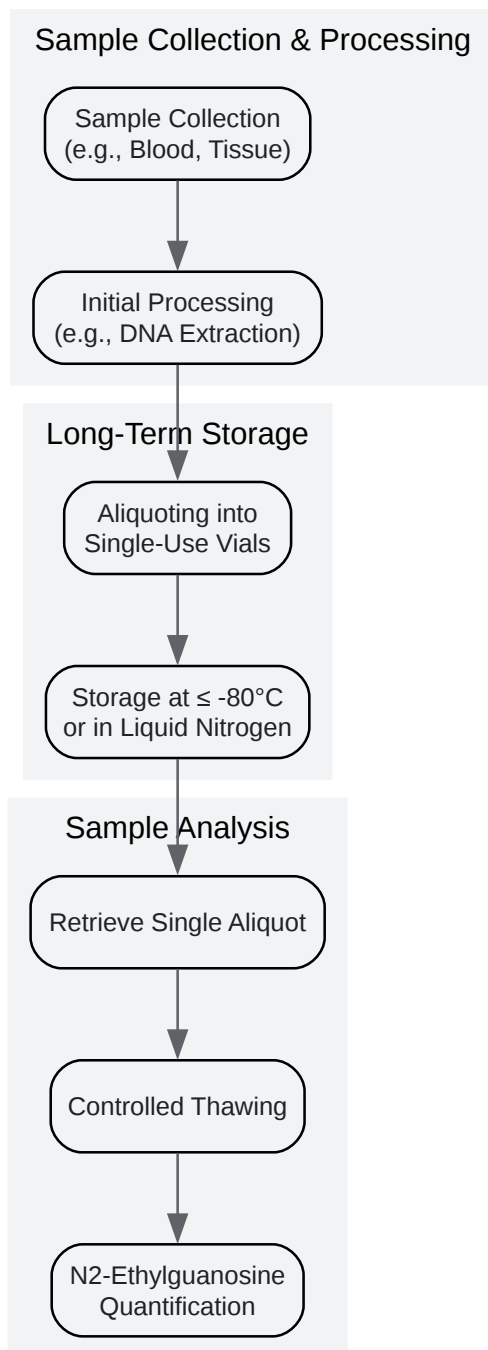 Sample Collection & Processing
Sample Collection
(e.g., Blood, Tissue)
Initial Processing
(e.g., DNA Extraction)
Long-Term Storage
Aliquoting into
Single-Use Vials
Storage at ≤ -80°C
or in Liquid Nitrogen
Sample Analysis
Retrieve Single Aliquot
Controlled Thawing
N2-Ethylguanosine
Quantification